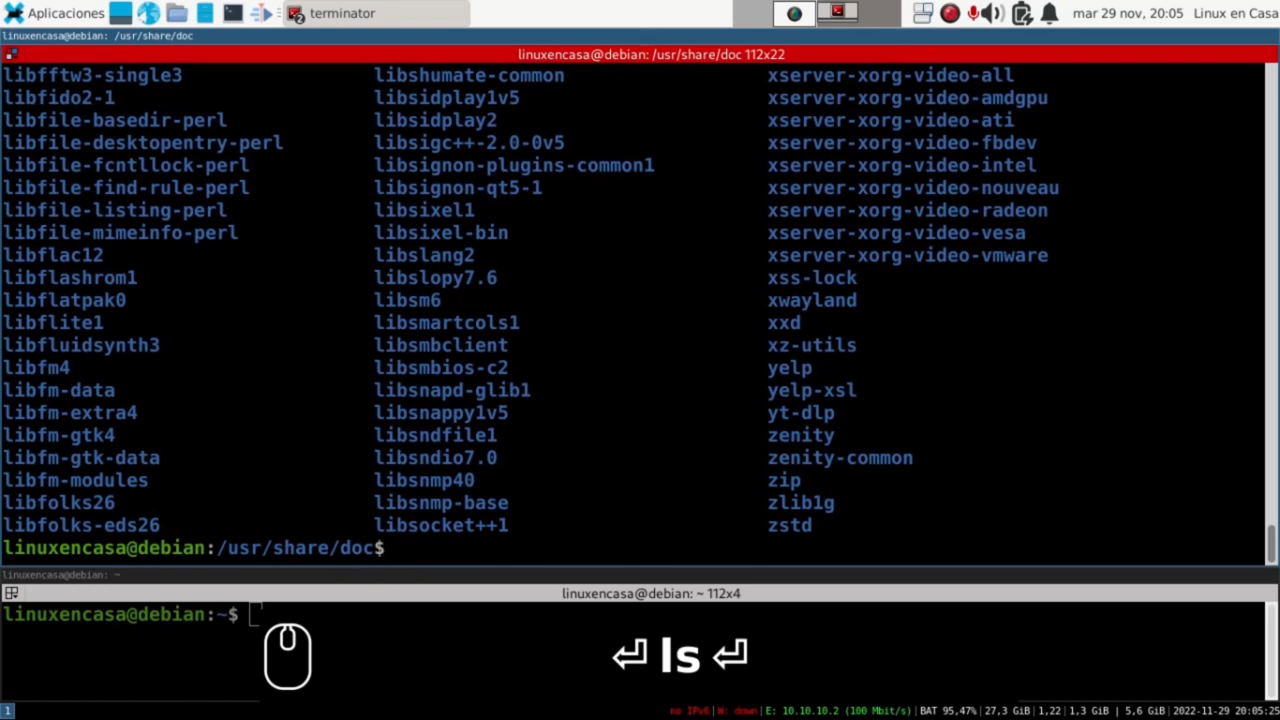 Aplicaciones terminator mar 29 nov, 20:05 Linux en Casa
linuxencasa@debian: /usr/share/doc
linuxencasa@debian: /usr/share/doc 112x22
libfftw3-single3 libshumate-common xserver-xorg-video-all
libfido2-1 libsidplay1v5 xserver-xorg-video-amdgpu
libfile-basedir-perl libsidplay2 xserver-xorg-video-ati
libfile-desktopentry-perl libsigc++-2.0-0v5 xserver-xorg-video-fbdev
libfile-fcntllock-perl libsignon-plugins-common1 xserver-xorg-video-intel
libfile-find-rule-perl libsignon-qt5-1 xserver-xorg-video-nouveau
libfile-listing-perl libsixel1 xserver-xorg-video-radeon
libfile-mimeinfo-perl libsixel-bin xserver-xorg-video-vesa
libflac12 libslang2 xserver-xorg-video-vmware
libflashrom1 libslopy7.6 xss-lock
libflatpak0 libsm6 xwayland
libflite1 libsmartcols1 xxd
libfluidsynth3 libsmbclient xz-utils
libfm4 libsmbios-c2 yelp
libfm-data libsnapd-glib1 yelp-xsl
libfm-extra4 libsnappy1v5 yt-dlp
libfm-gtk4 libsndfile1 zenity
libfm-gtk-data libsndio7.0 zenity-common
libfm-modules libsnmp40 zip
libfolks26 libsnmp-base zlib1g
libfolks-eds26 libsocket++1 zstd
linuxencasa@debian:/usr/share/doc$
linuxencasa@debian: ~
linuxencasa@debian: ~ 112x4
linuxencasa@debian:~$
⏎ ls ⏎
1 no IPv6|W: down|E: 10.10.10.2 (100 Mbit/s)|BAT 95,47%|27,3 GiB|1,22|1,3 GiB | 5,6 GiB|2022-11-29 20:05:25